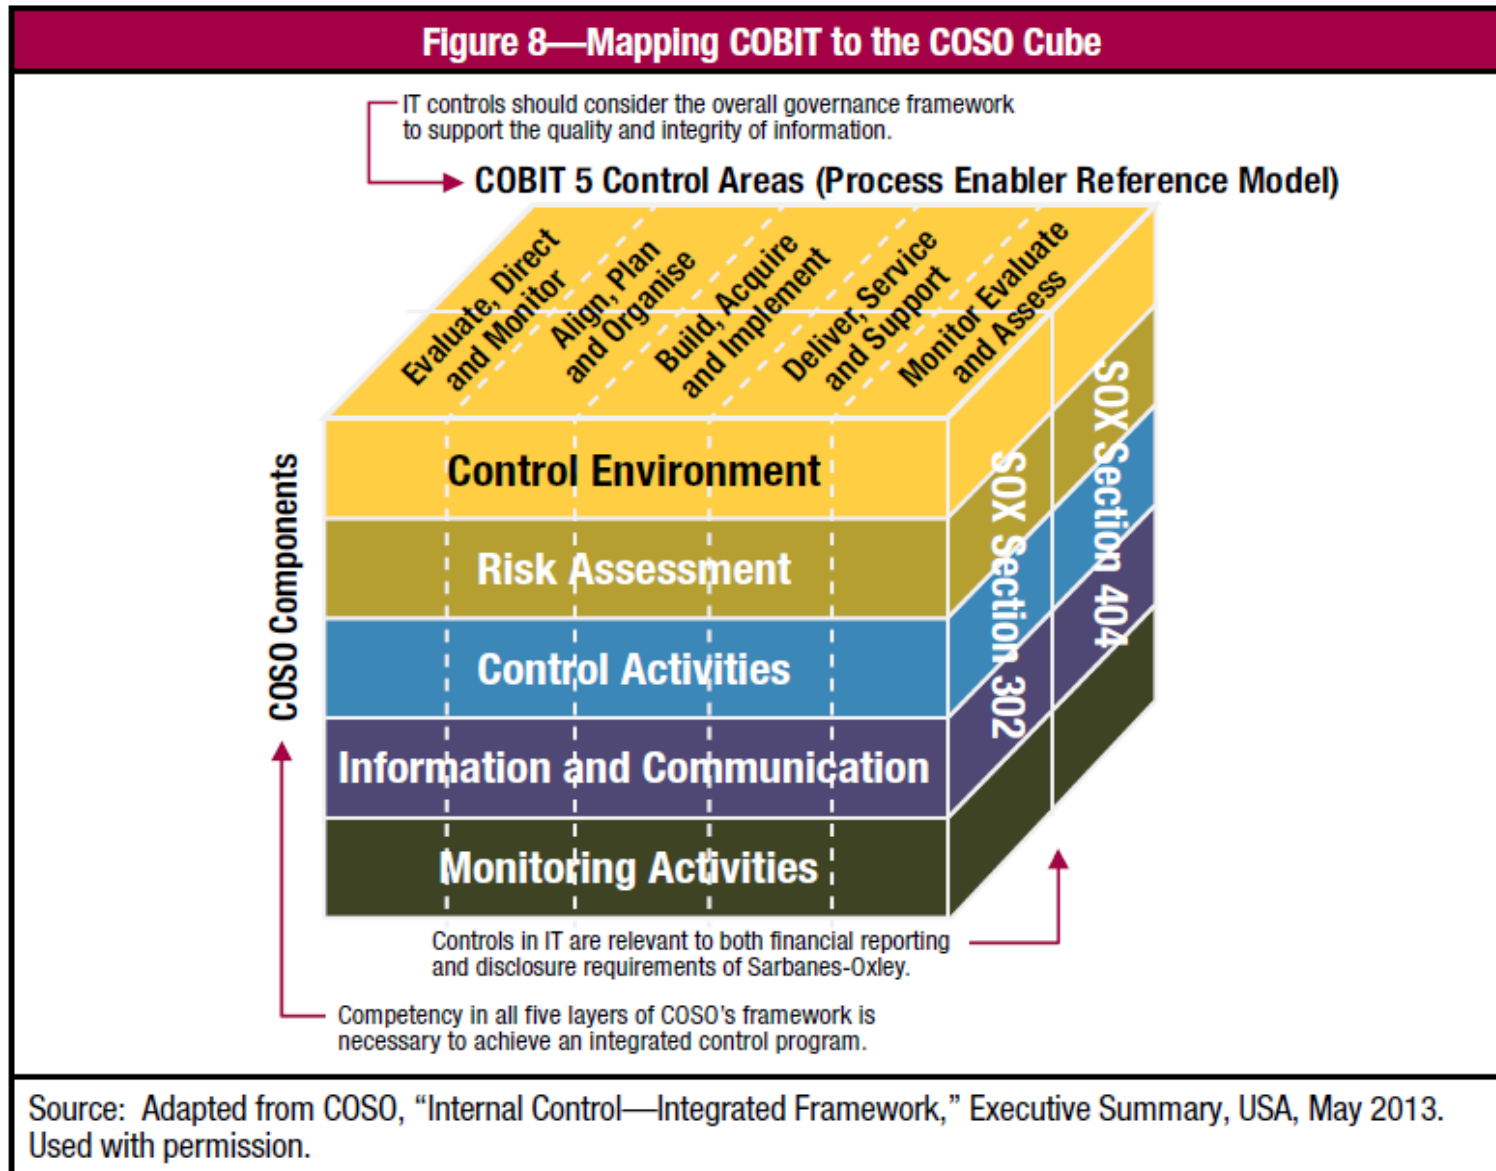 Figure 8—Mapping COBIT to the COSO Cube
IT controls should consider the overall governance framework
to support the quality and integrity of information.
COBIT 5 Control Areas (Process Enabler Reference Model)
Evaluate, Direct
and Monitor
Align, Plan
and Organise
Build, Acquire
and Implement
Deliver, Service
and Support
Monitor Evaluate
and Assess
COSO Components
Control Environment
Risk Assessment
Control Activities
Information and Communication
Monitoring Activities
SOX Section 302
SOX Section 404
Controls in IT are relevant to both financial reporting
and disclosure requirements of Sarbanes-Oxley.
Competency in all five layers of COSO’s framework is
necessary to achieve an integrated control program.
Source: Adapted from COSO, “Internal Control—Integrated Framework,” Executive Summary, USA, May 2013.
Used with permission.